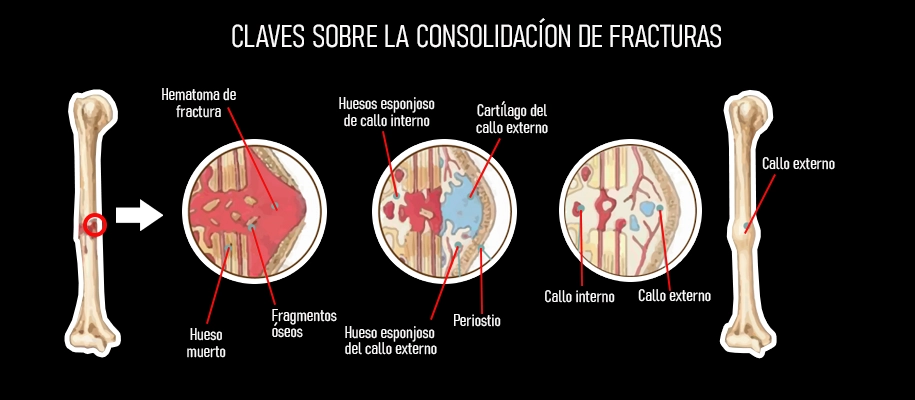 CLAVES SOBRE LA CONSOLIDACÍON DE FRACTURAS
Hematoma de
fractura
Huesos esponjoso
de callo interno
Cartílago del
callo externo
Callo externo
Hueso
muerto
Fragmentos
óseos
Hueso esponjoso
del callo externo
Periostio
Callo interno
Callo externo